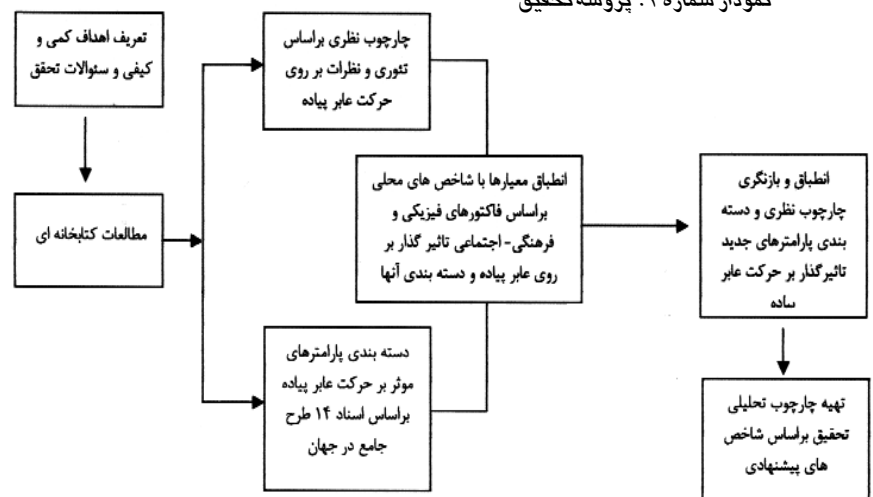 نمودار شماره ۱: پروسه تحقیق
تعریف اهداف کمی و
کیفی و سئوالات تحقق
مطالعات کتابخانه ای
چارچوب نظری براساس
تئوری و نظرات بر روی
حرکت عابر پیاده
دسته بندی پارامترهای
موثر بر حرکت عابر پیاده
براساس اسناد ۱۴ طرح
جامع در جهان
انطباق معیارها با شاخص های محلی
براساس فاکتورهای فیزیکی و
فرهنگی- اجتماعی تاثیر گذار بر
روی عابر پیاده و دسته بندی آنها
انطباق و بازنگری
چارچوب نظری و دسته
بندی پارامترهای جدید
تاثیرگذار بر حرکت عابر
پیاده
تهیه چارچوب تحلیلی
تحقیق براساس شاخص
های پیشنهادی